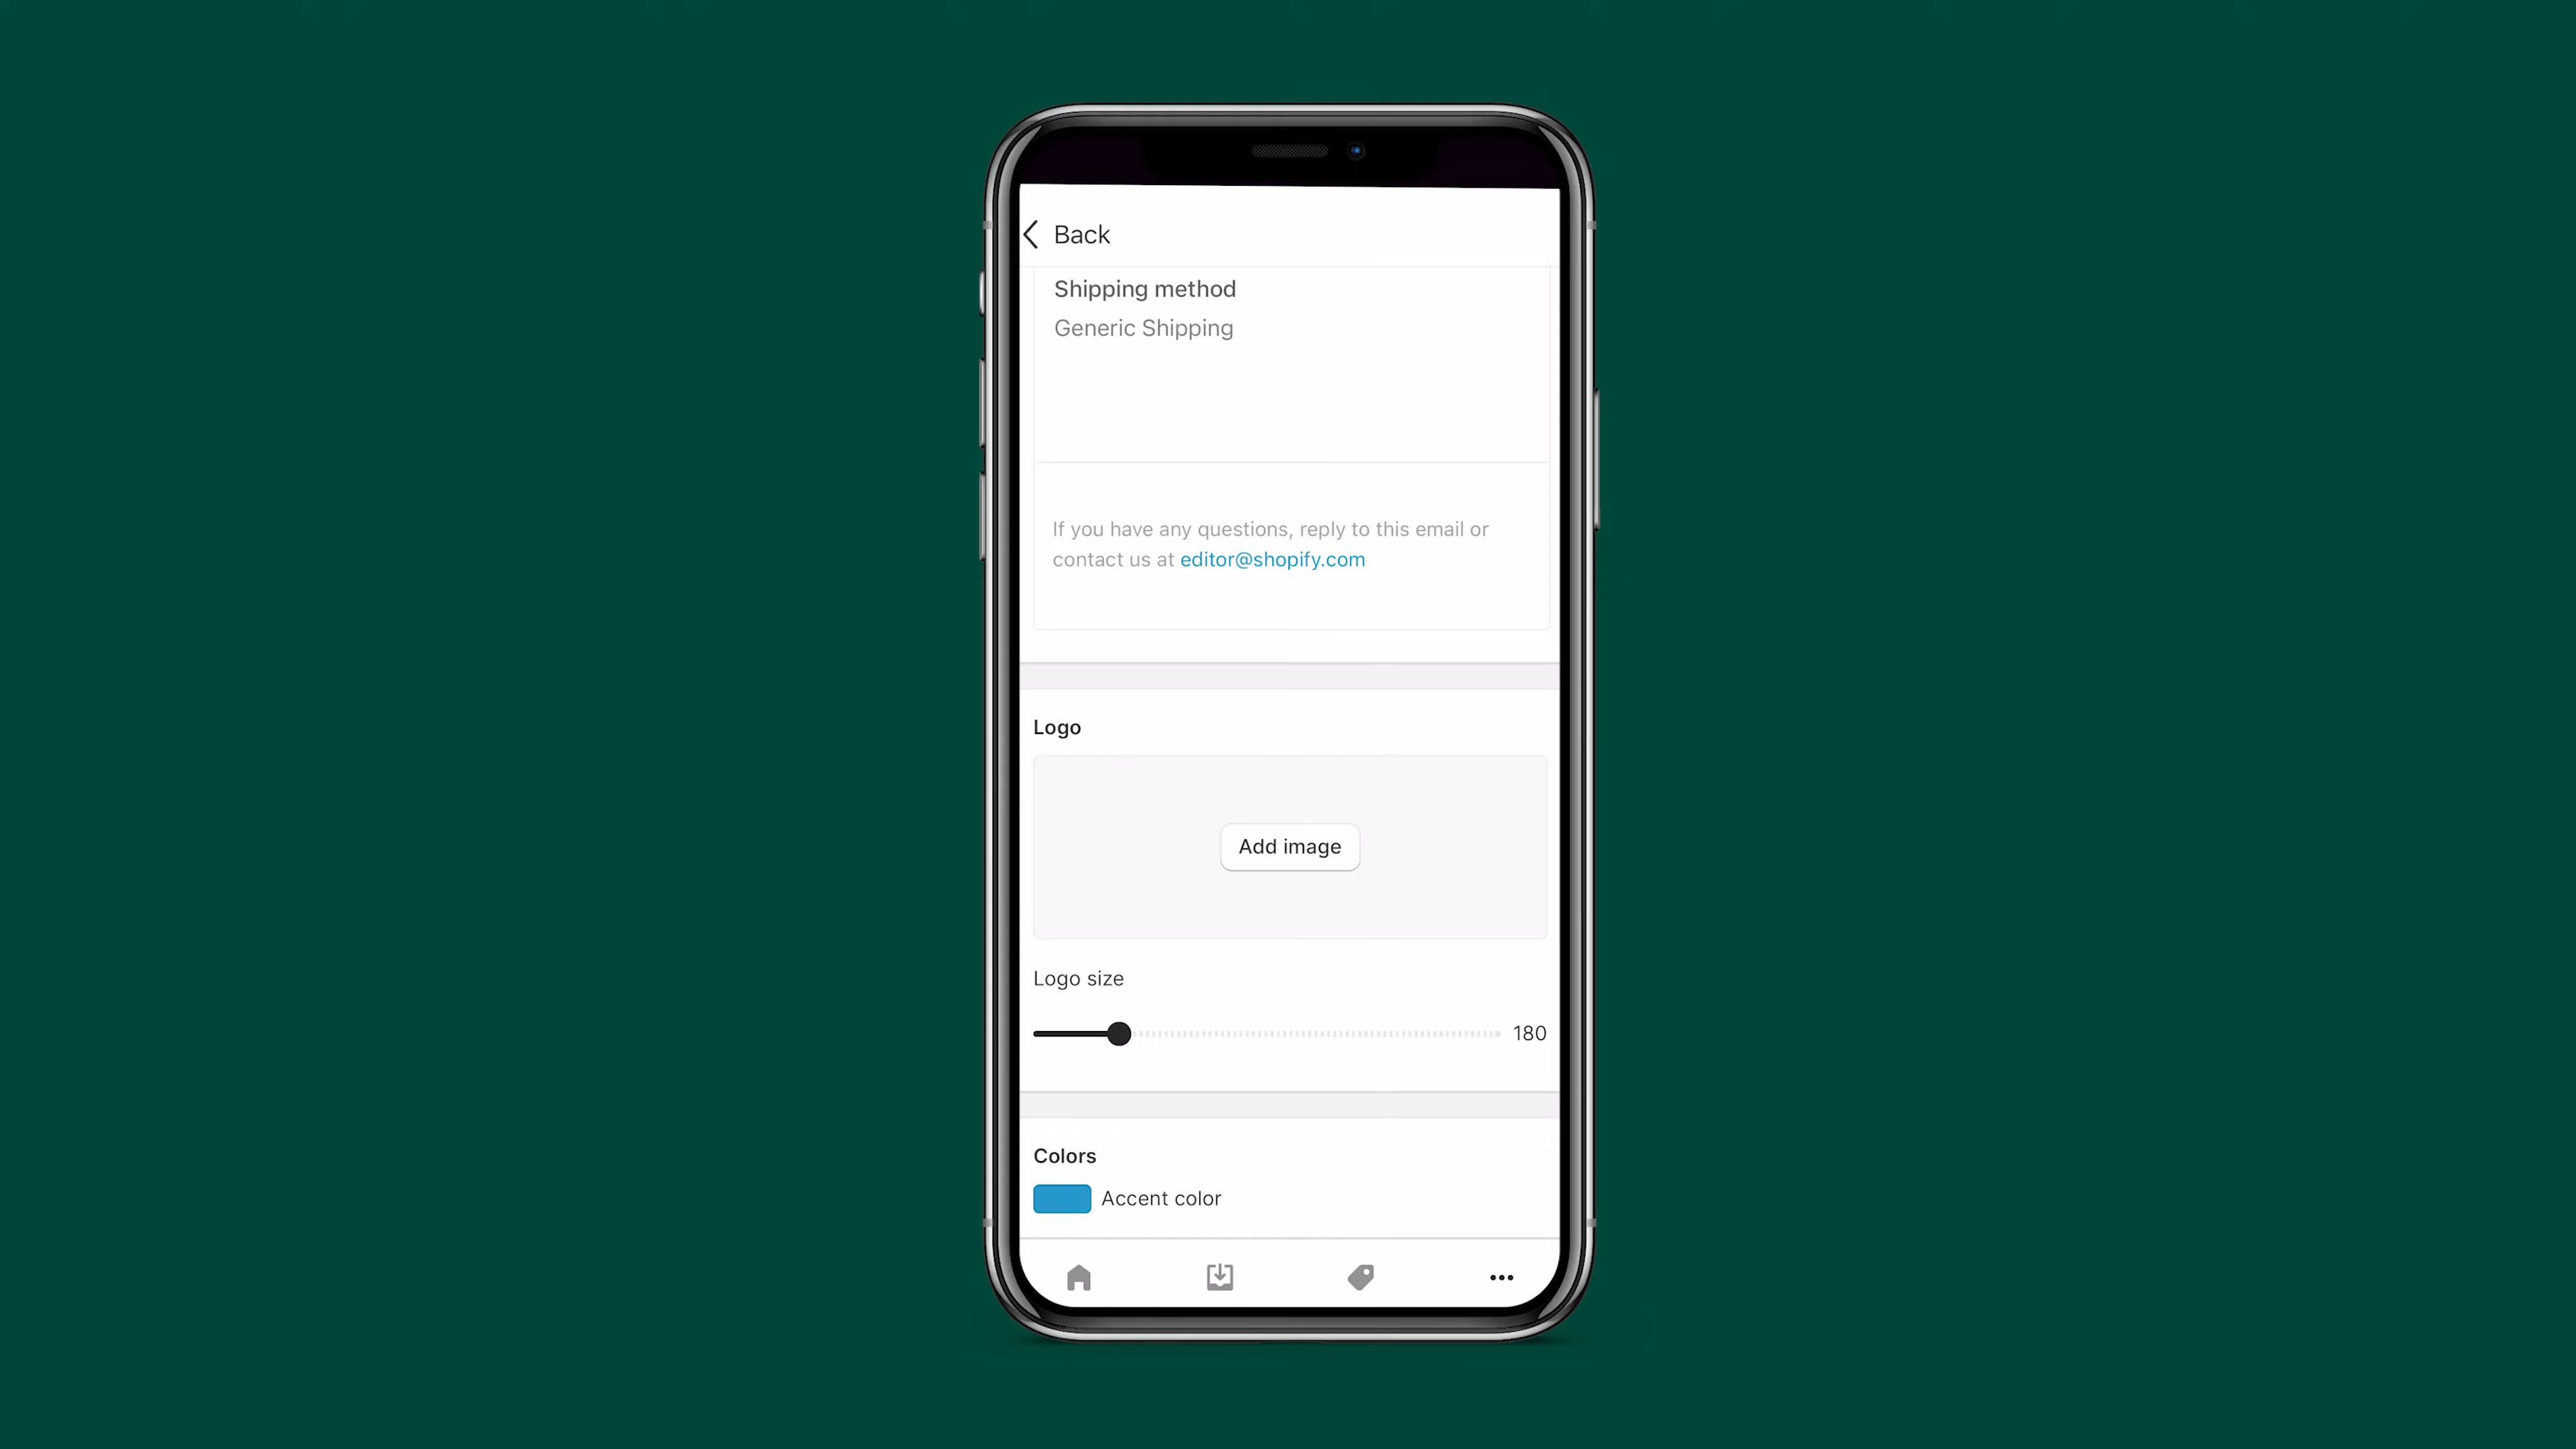 Back
Shipping method
Generic Shipping
If you have any questions, reply to this email or
contact us at editor@shopify.com
Logo
Add image
Logo size
180
Colors
Accent color